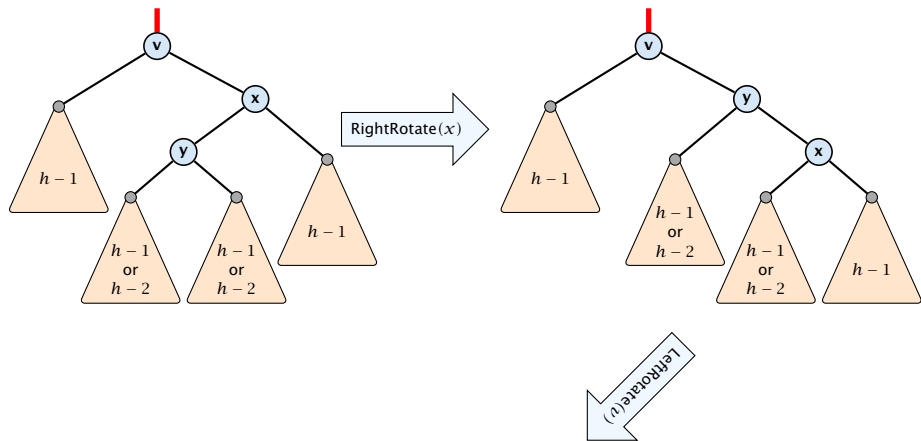 v
x
y
h − 1
h − 1
or
h − 2
h − 1
or
h − 2
h − 1
RightRotate(x)
v
y
x
h − 1
h − 1
or
h − 2
h − 1
or
h − 2
h − 1
LeftRotate(v)